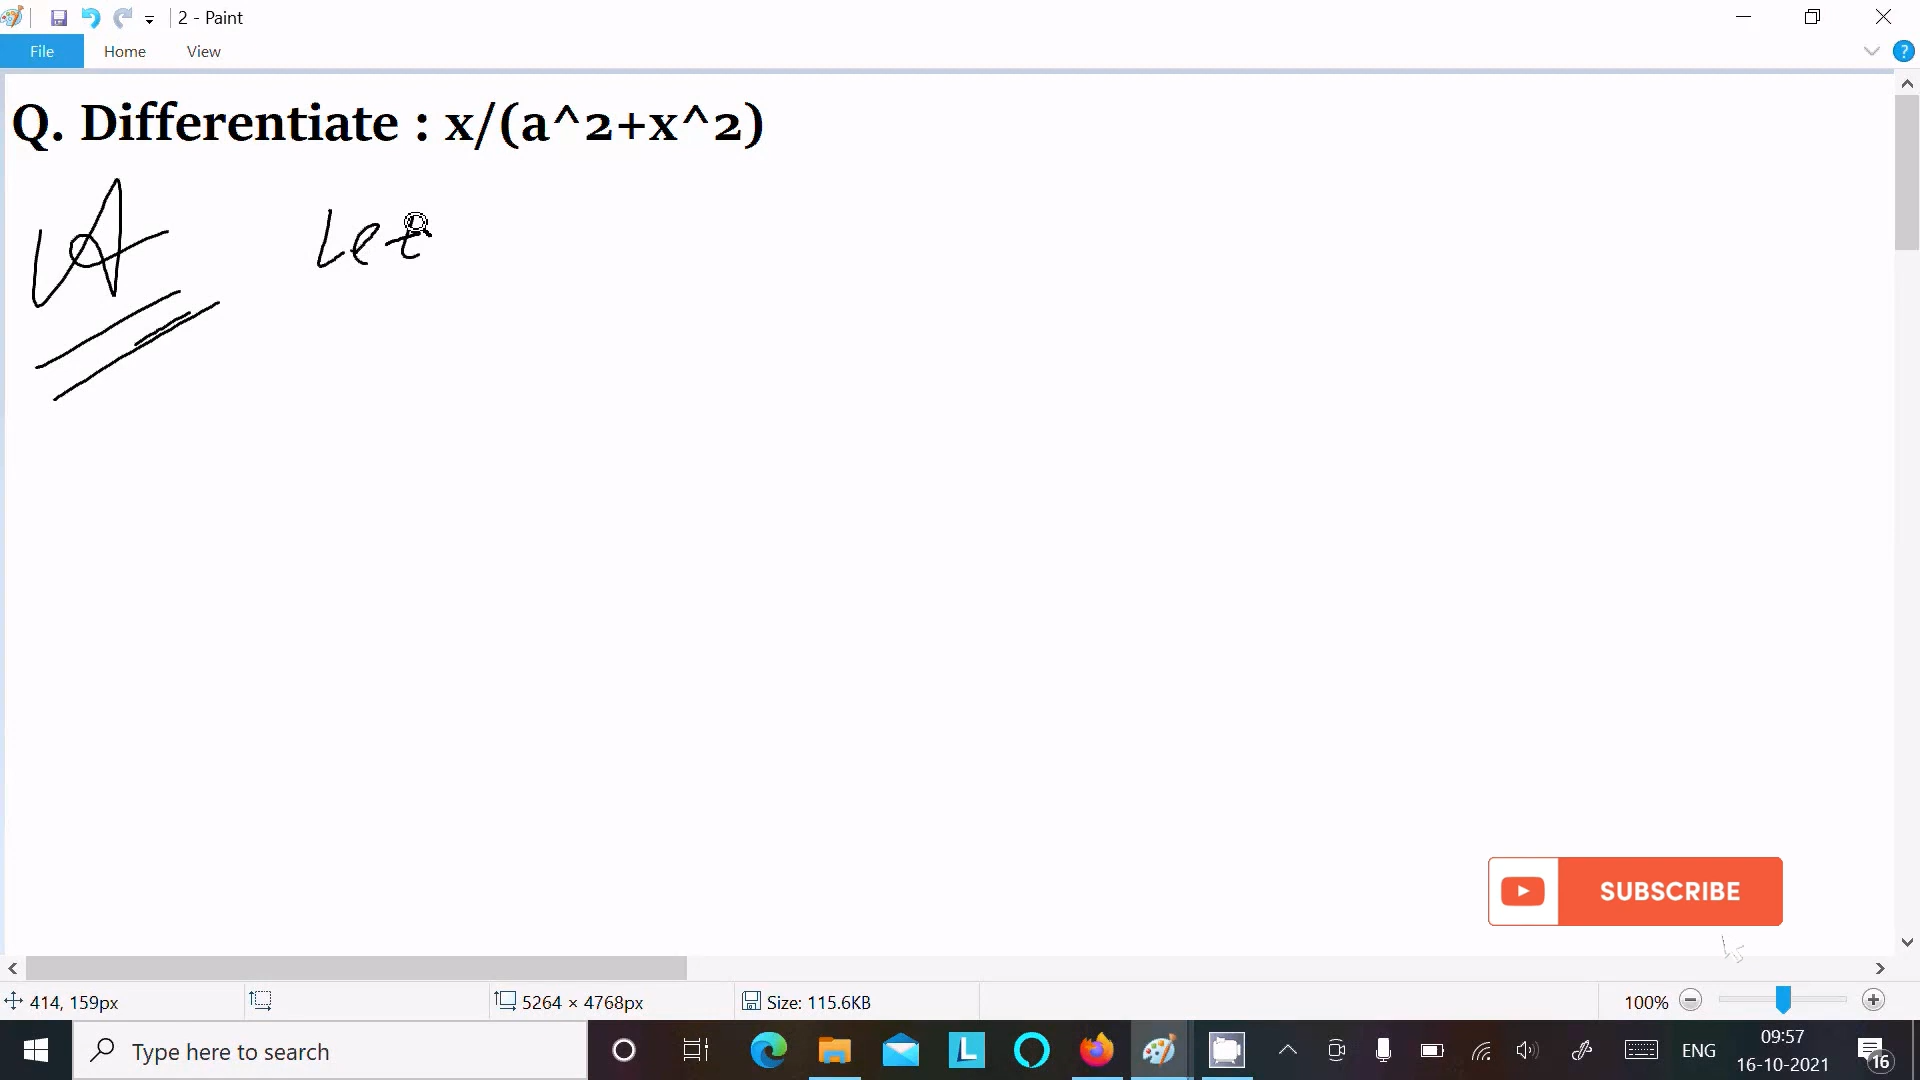 2 - Paint
File Home View
Q. Differentiate : x/(a^2+x^2)
A Let
SUBSCRIBE
414, 159px 5264 × 4768px Size: 115.6KB 100%
Type here to search L ENG 09:57
16-10-2021 16